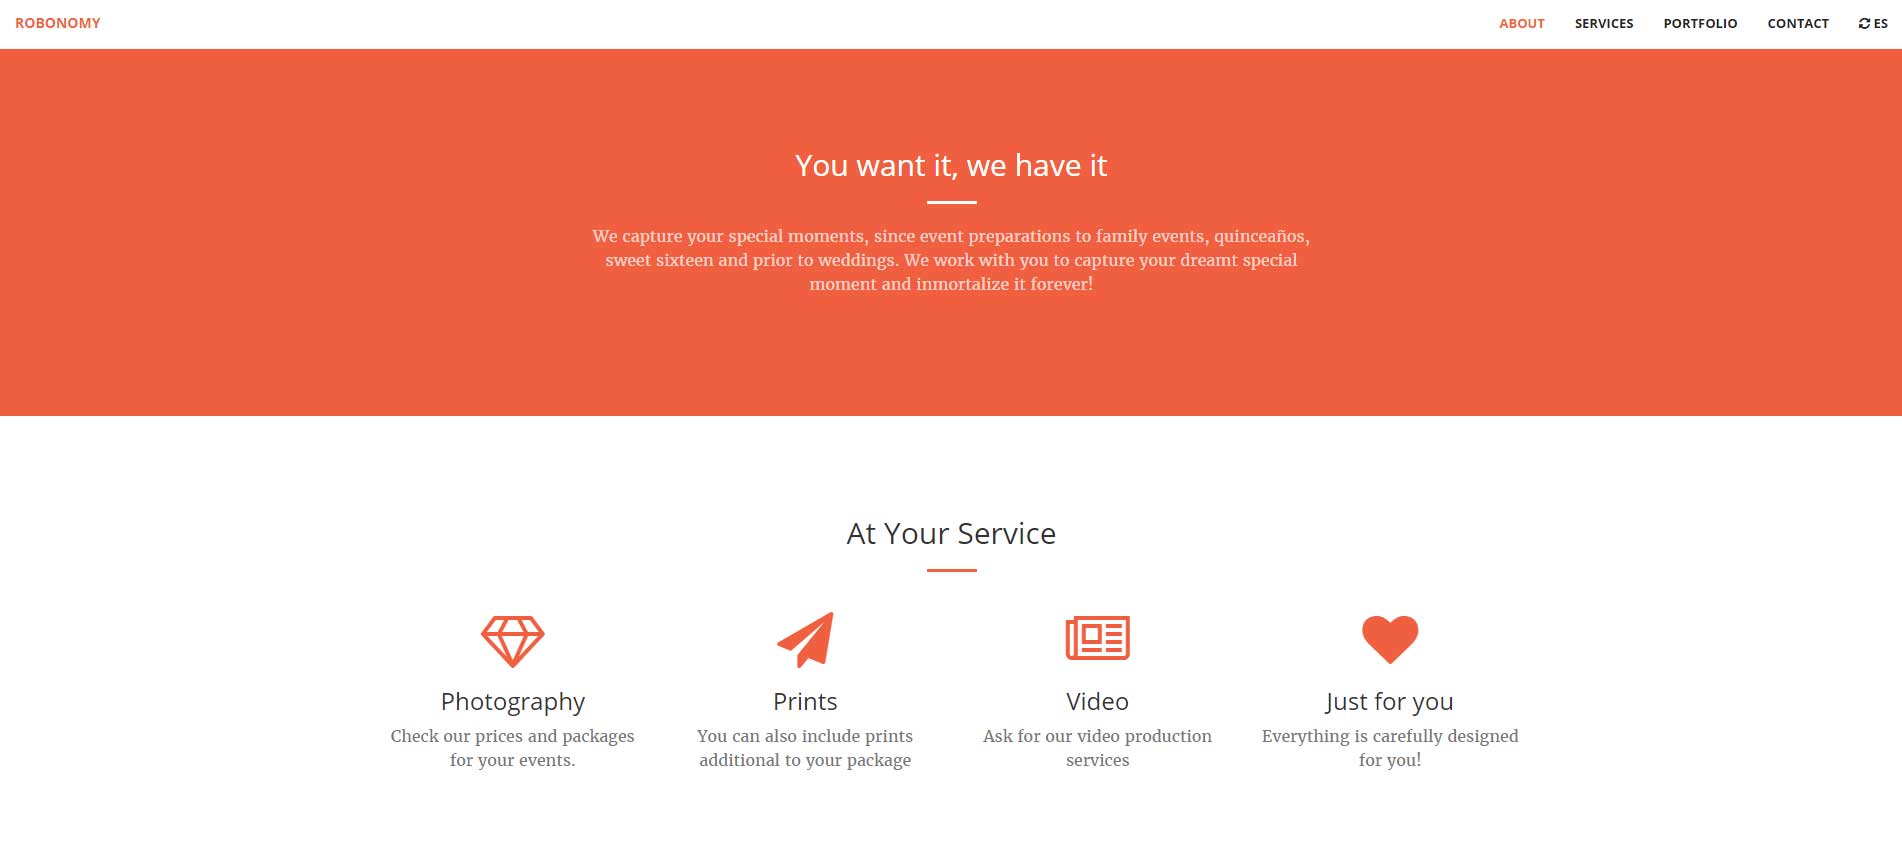 ROBONOMY
ABOUT
SERVICES
PORTFOLIO
CONTACT
ES
You want it, we have it
We capture your special moments, since event preparations to family events, quinceaños,
sweet sixteen and prior to weddings. We work with you to capture your dreamt special
moment and inmortalize it forever!
At Your Service
Photography
Check our prices and packages
for your events.
Prints
You can also include prints
additional to your package
Video
Ask for our video production
services
Just for you
Everything is carefully designed
for you!